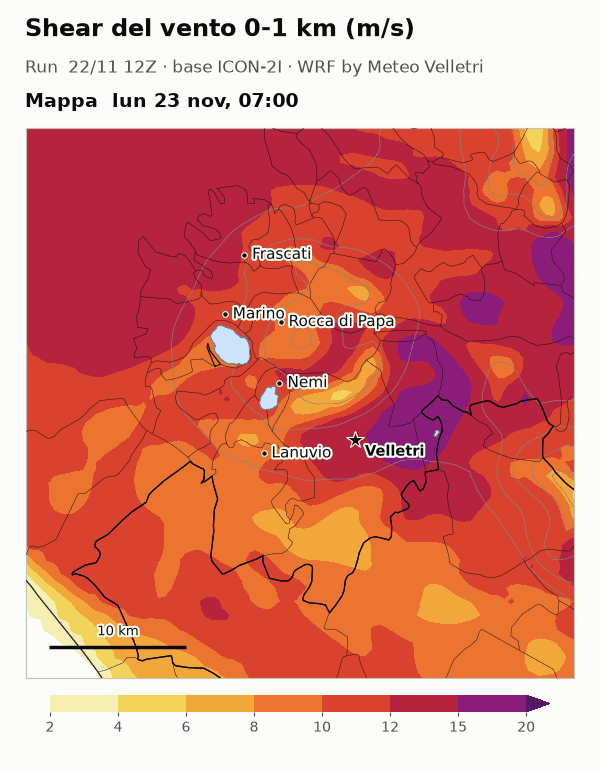 Shear del vento 0-1 km (m/s)
Run  22/11 12Z · base ICON-2I · WRF by Meteo Velletri
Mappa  lun 23 nov, 07:00
Frascati
Marino
Rocca di Papa
Nemi
Velletri
Lanuvio
10 km
2 4 6 8 10 12 15 20